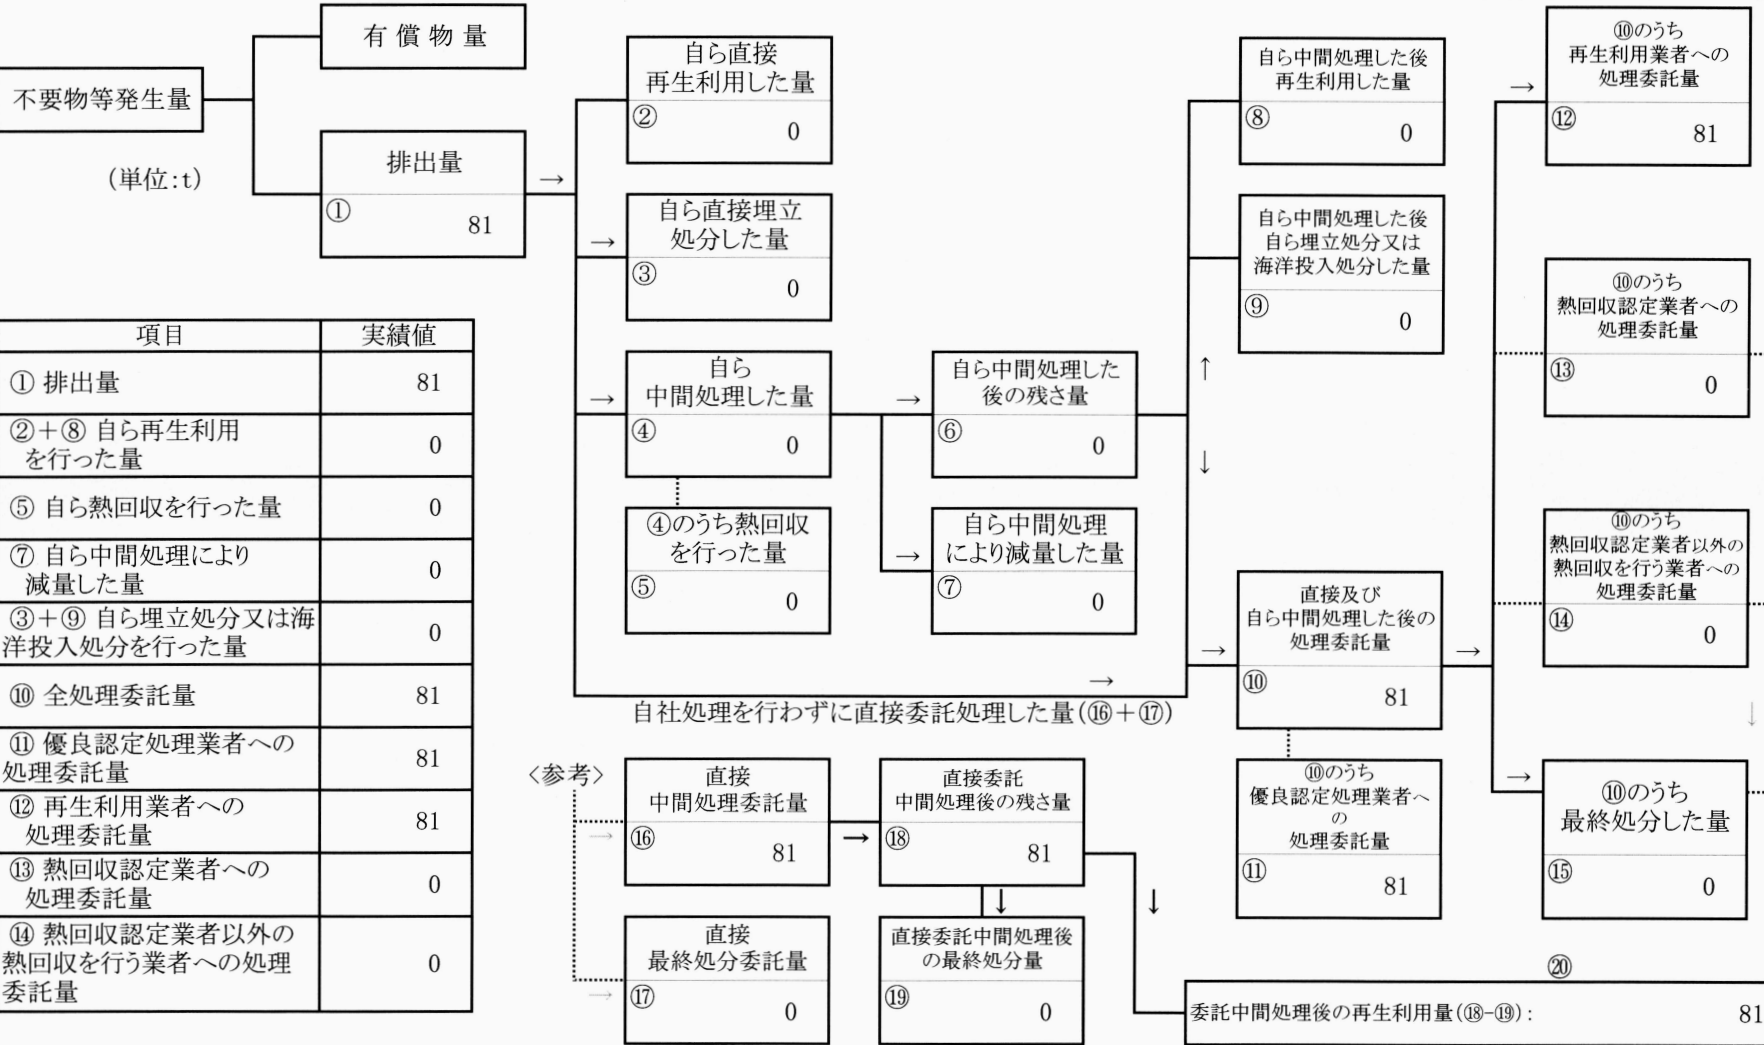 有償物量
不要物等発生量
(単位:t)
排出量
①
81
自ら直接
再生利用した量
②
0
自ら直接埋立
処分した量
③
0
自ら
中間処理した量
④
0
④のうち熱回収
を行った量
⑤
0
自ら中間処理した
後の残さ量
⑥
0
自ら中間処理
により減量した量
⑦
0
自ら中間処理した後
再生利用した量
⑧
0
自ら中間処理した後
自ら埋立処分又は
海洋投入処分した量
⑨
0
直接及び
自ら中間処理した後の
処理委託量
⑩
81
⑩のうち
優良認定処理業者へ
の
処理委託量
⑪
81
⑩のうち
再生利用業者への
処理委託量
⑫
81
⑩のうち
熱回収認定業者への
処理委託量
⑬
0
⑩のうち
熱回収認定業者以外の
熱回収を行う業者への
処理委託量
⑭
0
⑩のうち
最終処分した量
⑮
0
自社処理を行わずに直接委託処理した量(⑯+⑰)
<参考>
直接
中間処理委託量
⑯
81
直接
最終処分委託量
⑰
0
直接委託
中間処理後の残さ量
⑱
81
直接委託中間処理後
の最終処分量
⑲
0
⑳
委託中間処理後の再生利用量(⑱-⑲): 81
項目 実績値
① 排出量 81
②+⑧ 自ら再生利用
を行った量 0
⑤ 自ら熱回収を行った量 0
⑦ 自ら中間処理により
減量した量 0
③+⑨ 自ら埋立処分又は海
洋投入処分を行った量 0
⑩ 全処理委託量 81
⑪ 優良認定処理業者への
処理委託量 81
⑫ 再生利用業者への
処理委託量 81
⑬ 熱回収認定業者への
処理委託量 0
⑭ 熱回収認定業者以外の
熱回収を行う業者への処理
委託量 0